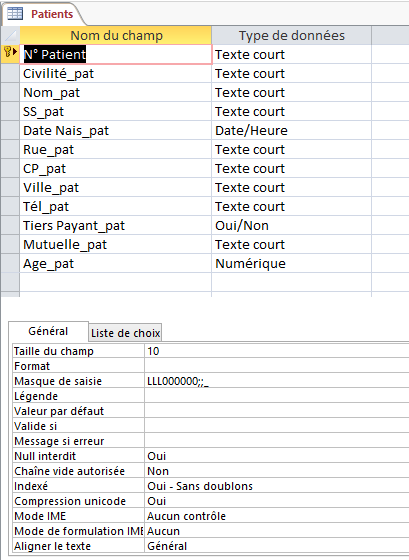 Patients
Nom du champ Type de données
N° Patient Texte court
Civilité_pat Texte court
Nom_pat Texte court
SS_pat Texte court
Date Nais_pat Date/Heure
Rue_pat Texte court
CP_pat Texte court
Ville_pat Texte court
Tél_pat Texte court
Tiers Payant_pat Oui/Non
Mutuelle_pat Texte court
Age_pat Numérique
Général Liste de choix
Taille du champ 10
Format
Masque de saisie LLL000000;;_
Légende
Valeur par défaut
Valide si
Message si erreur
Null interdit Oui
Chaîne vide autorisée Non
Indexé Oui - Sans doublons
Compression unicode Oui
Mode IME Aucun contrôle
Mode de formulation IME Aucun
Aligner le texte Général